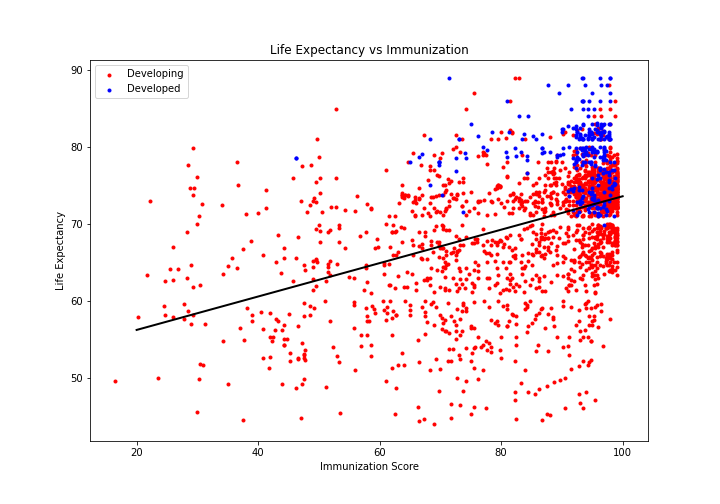 Life Expectancy vs Immunization
Developing
Developed
90
80
70
60
50
Life Expectancy
20
40
60
80
100
Immunization Score